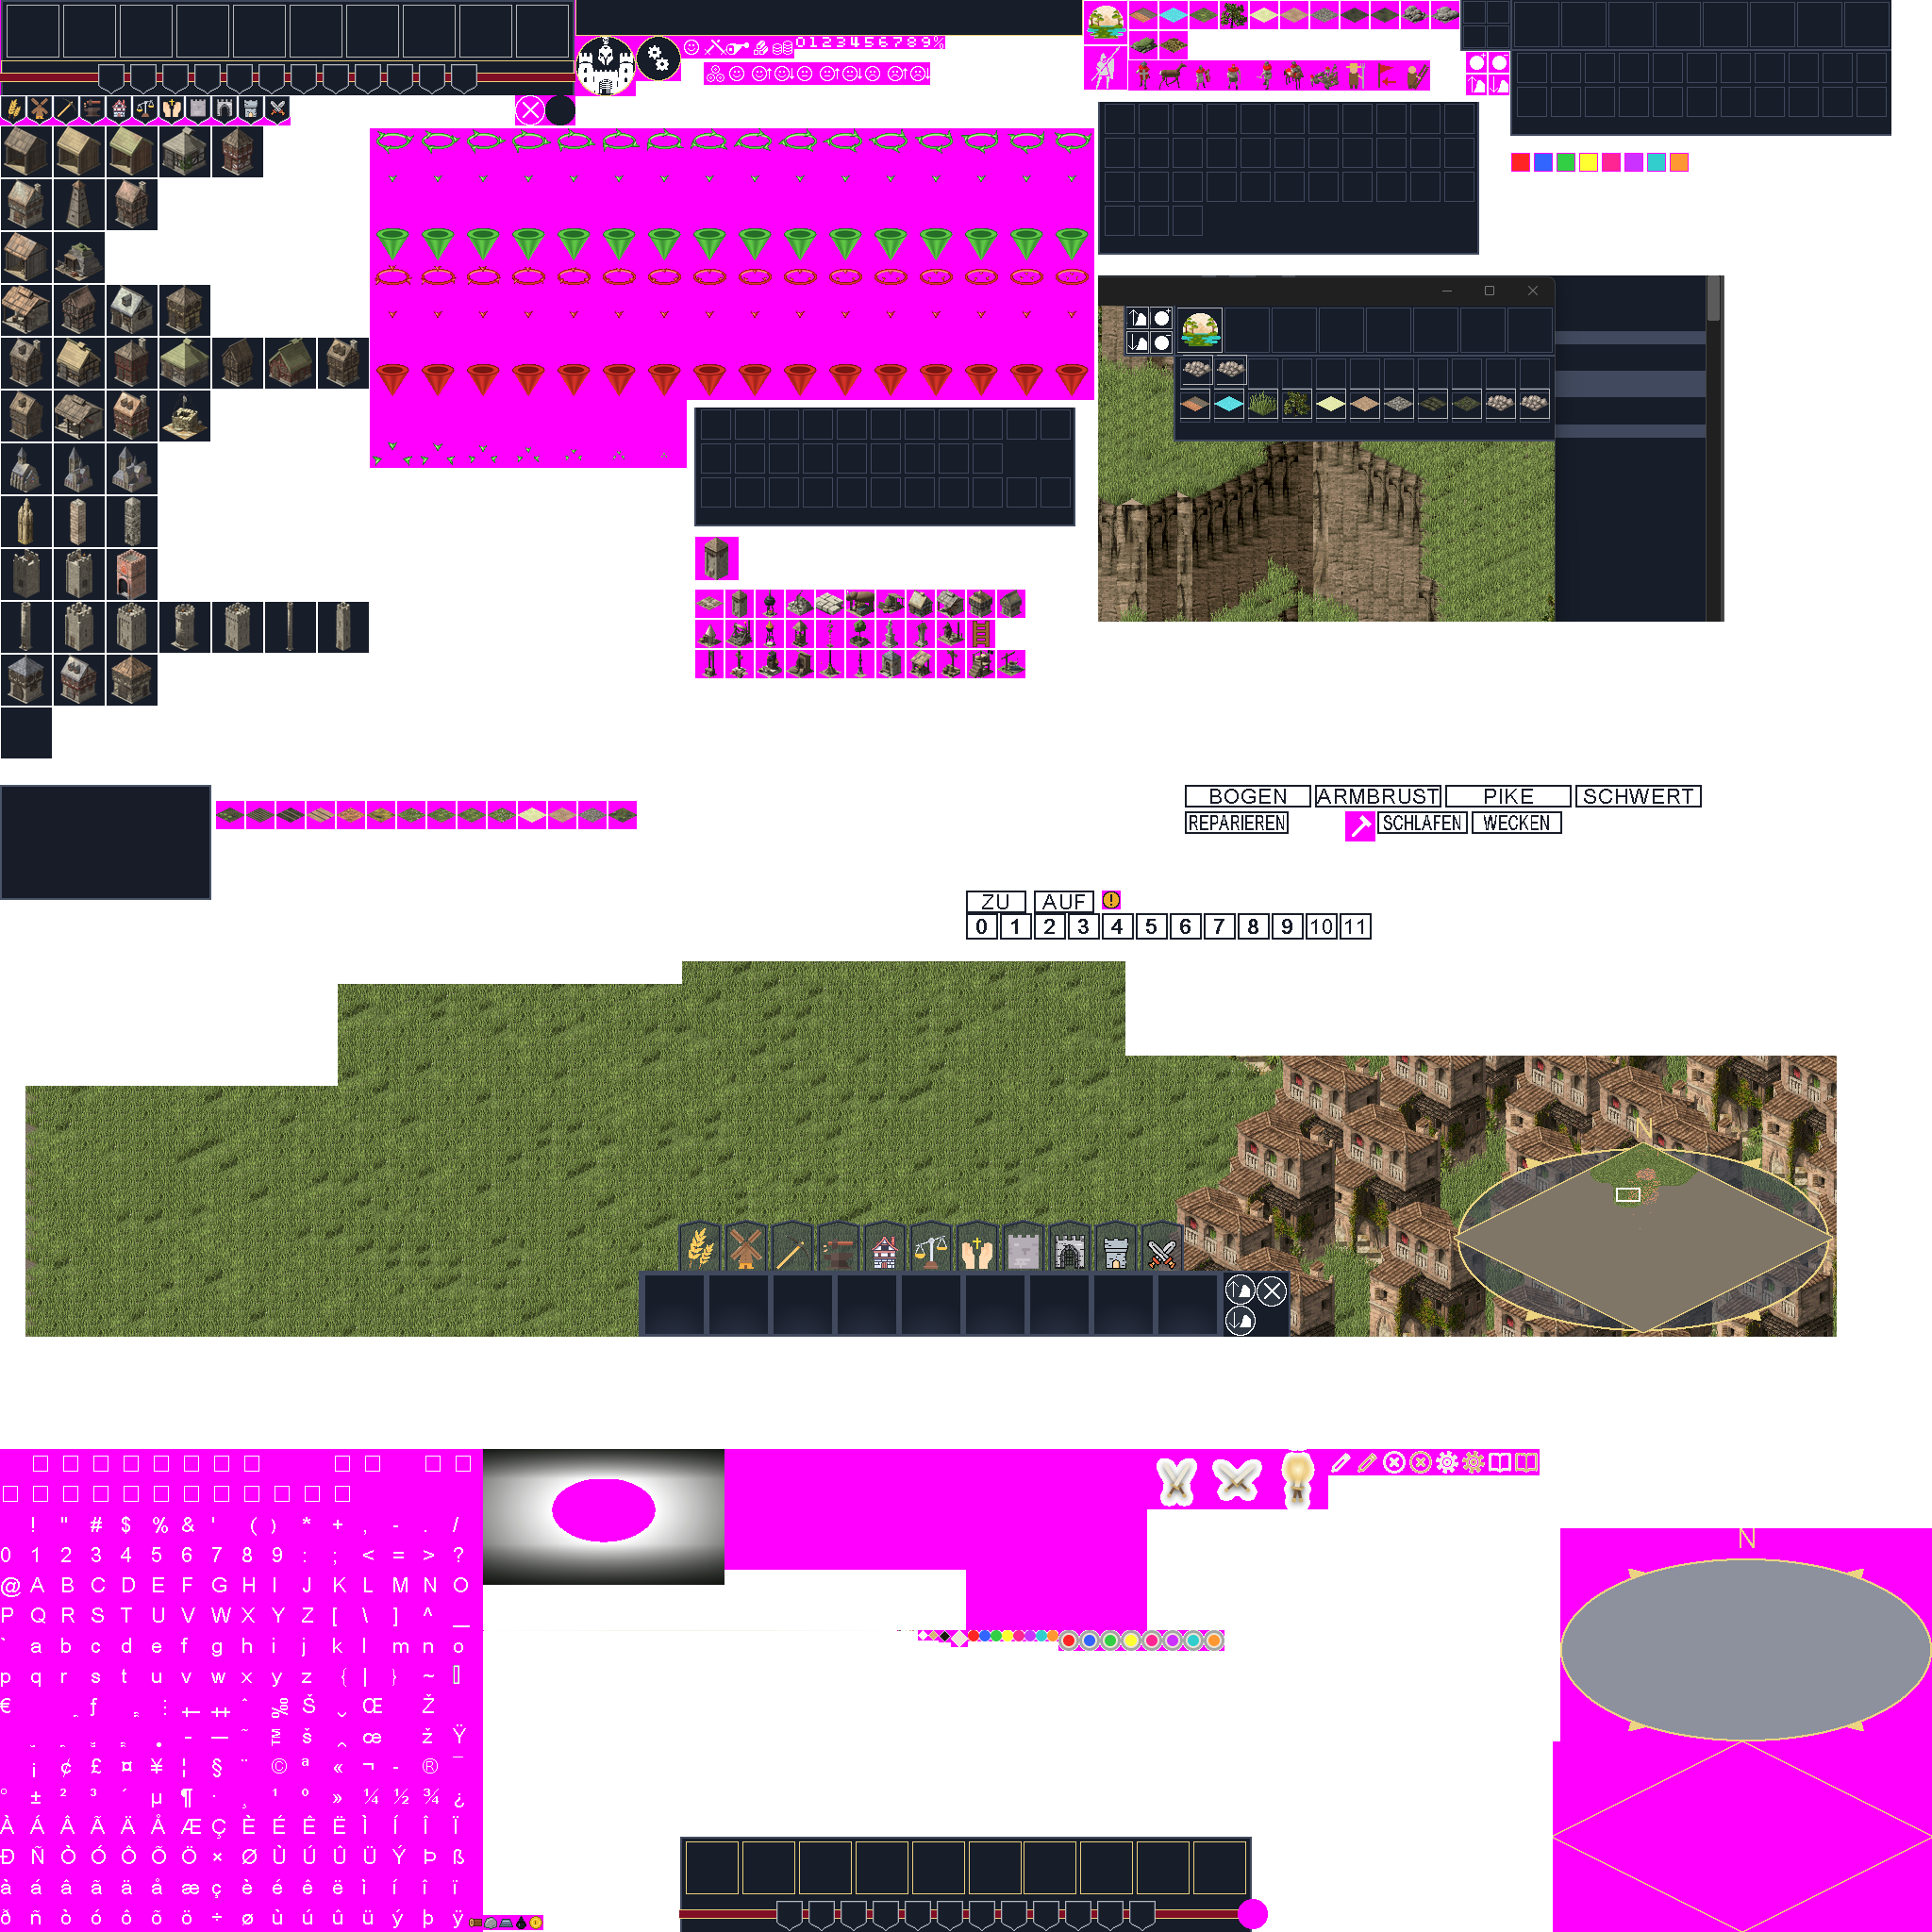 0123456789%
BOGEN ARMBRUST PIKE SCHWERT
REPARIEREN SCHLAFEN WECKEN
ZU AUF !
0 1 2 3 4 5 6 7 8 9 10 11
N
N
! " # $ % & ' ( ) * + , - . /
0 1 2 3 4 5 6 7 8 9 : ; < = > ?
@ A B C D E F G H I J K L M N O
P Q R S T U V W X Y Z [ \ ] ^ _
` a b c d e f g h i j k l m n o
p q r s t u v w x y z { | } ~
€ ƒ ˆ ‰ Š Œ Ž
– — ˜ ™ š œ ž Ÿ
¡ ¢ £ ¤ ¥ ¦ § ¨ © ª « ¬ - ® ¯
° ± ² ³ ´ µ ¶ · ¸ ¹ º » ¼ ½ ¾ ¿
À Á Â Ã Ä Å Æ Ç È É Ê Ë Ì Í Î Ï
Ð Ñ Ò Ó Ô Õ Ö × Ø Ù Ú Û Ü Ý Þ ß
à á â ã ä å æ ç è é ê ë ì í î ï
ð ñ ò ó ô õ ö ÷ ø ù ú û ü ý þ ÿ